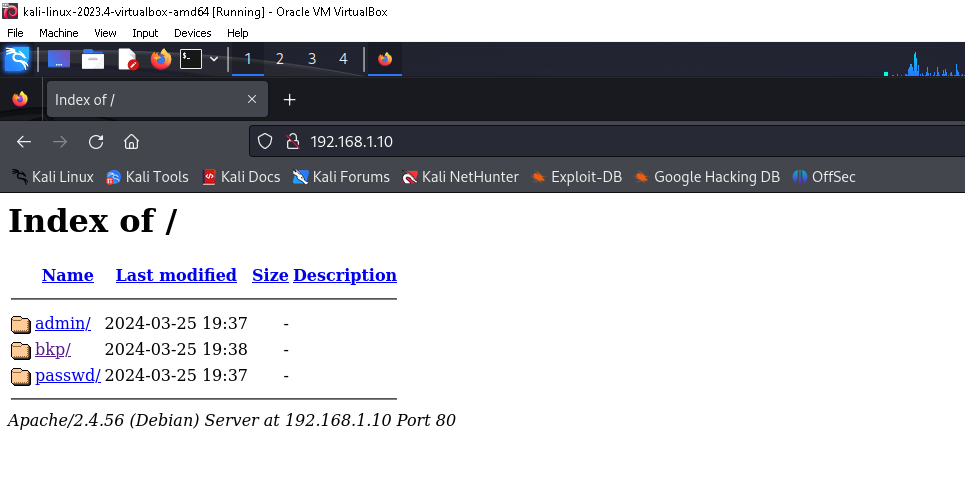 kali-linux-2023.4-virtualbox-amd64 [Running] - Oracle VM VirtualBox
File Machine View Input Devices Help
1 2 3 4
Index of /
192.168.1.10
Kali Linux Kali Tools Kali Docs Kali Forums Kali NetHunter Exploit-DB Google Hacking DB OffSec
Index of /
Name Last modified Size Description
admin/ 2024-03-25 19:37 -
bkp/ 2024-03-25 19:38 -
passwd/ 2024-03-25 19:37 -
Apache/2.4.56 (Debian) Server at 192.168.1.10 Port 80